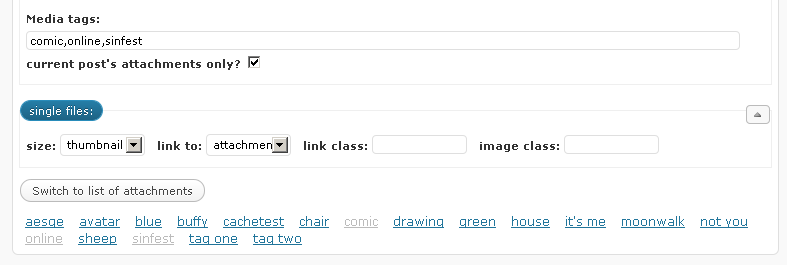 Media tags:
comic,online,sinfest
current post's attachments only?
single files:
size: thumbnail link to: attachmen link class: image class:
Switch to list of attachments
aesqe avatar blue buffy cachetest chair comic drawing green house it's me moonwalk not you
online sheep sinfest tag one tag two